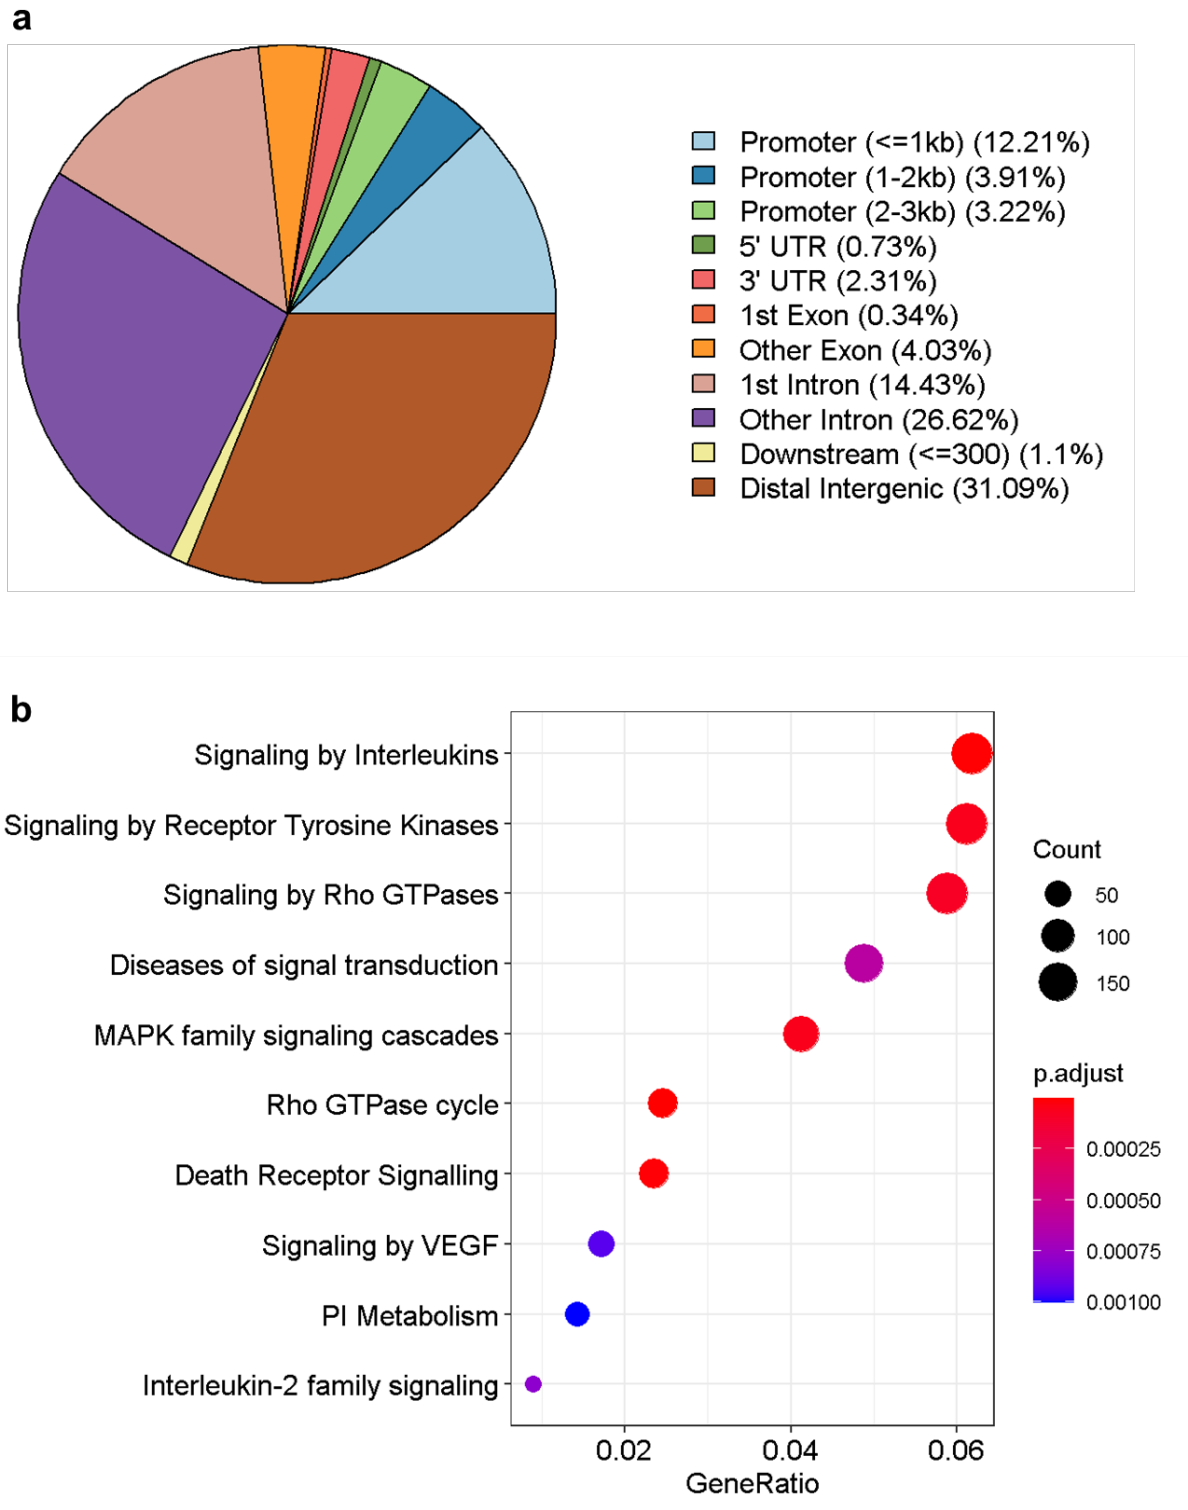 a
Promoter (<=1kb) (12.21%)
Promoter (1-2kb) (3.91%)
Promoter (2-3kb) (3.22%)
5' UTR (0.73%)
3' UTR (2.31%)
1st Exon (0.34%)
Other Exon (4.03%)
1st Intron (14.43%)
Other Intron (26.62%)
Downstream (<=300) (1.1%)
Distal Intergenic (31.09%)
b
Signaling by Interleukins
Signaling by Receptor Tyrosine Kinases
Signaling by Rho GTPases
Diseases of signal transduction
MAPK family signaling cascades
Rho GTPase cycle
Death Receptor Signalling
Signaling by VEGF
PI Metabolism
Interleukin-2 family signaling
0.02 0.04 0.06
GeneRatio
Count
50
100
150
p.adjust
0.00025
0.00050
0.00075
0.00100